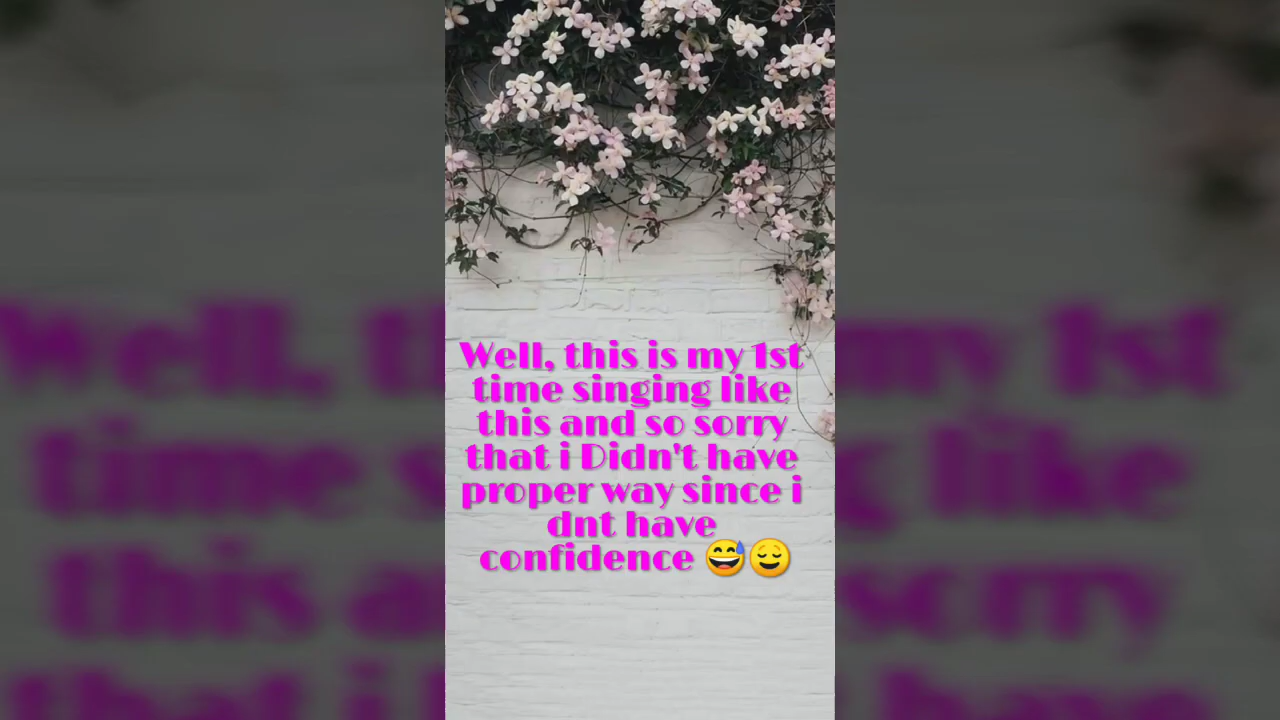 Well, this is my 1st
time singing like
this and so sorry
that i Didn't have
proper way since i
dnt have
confidence 😅😌